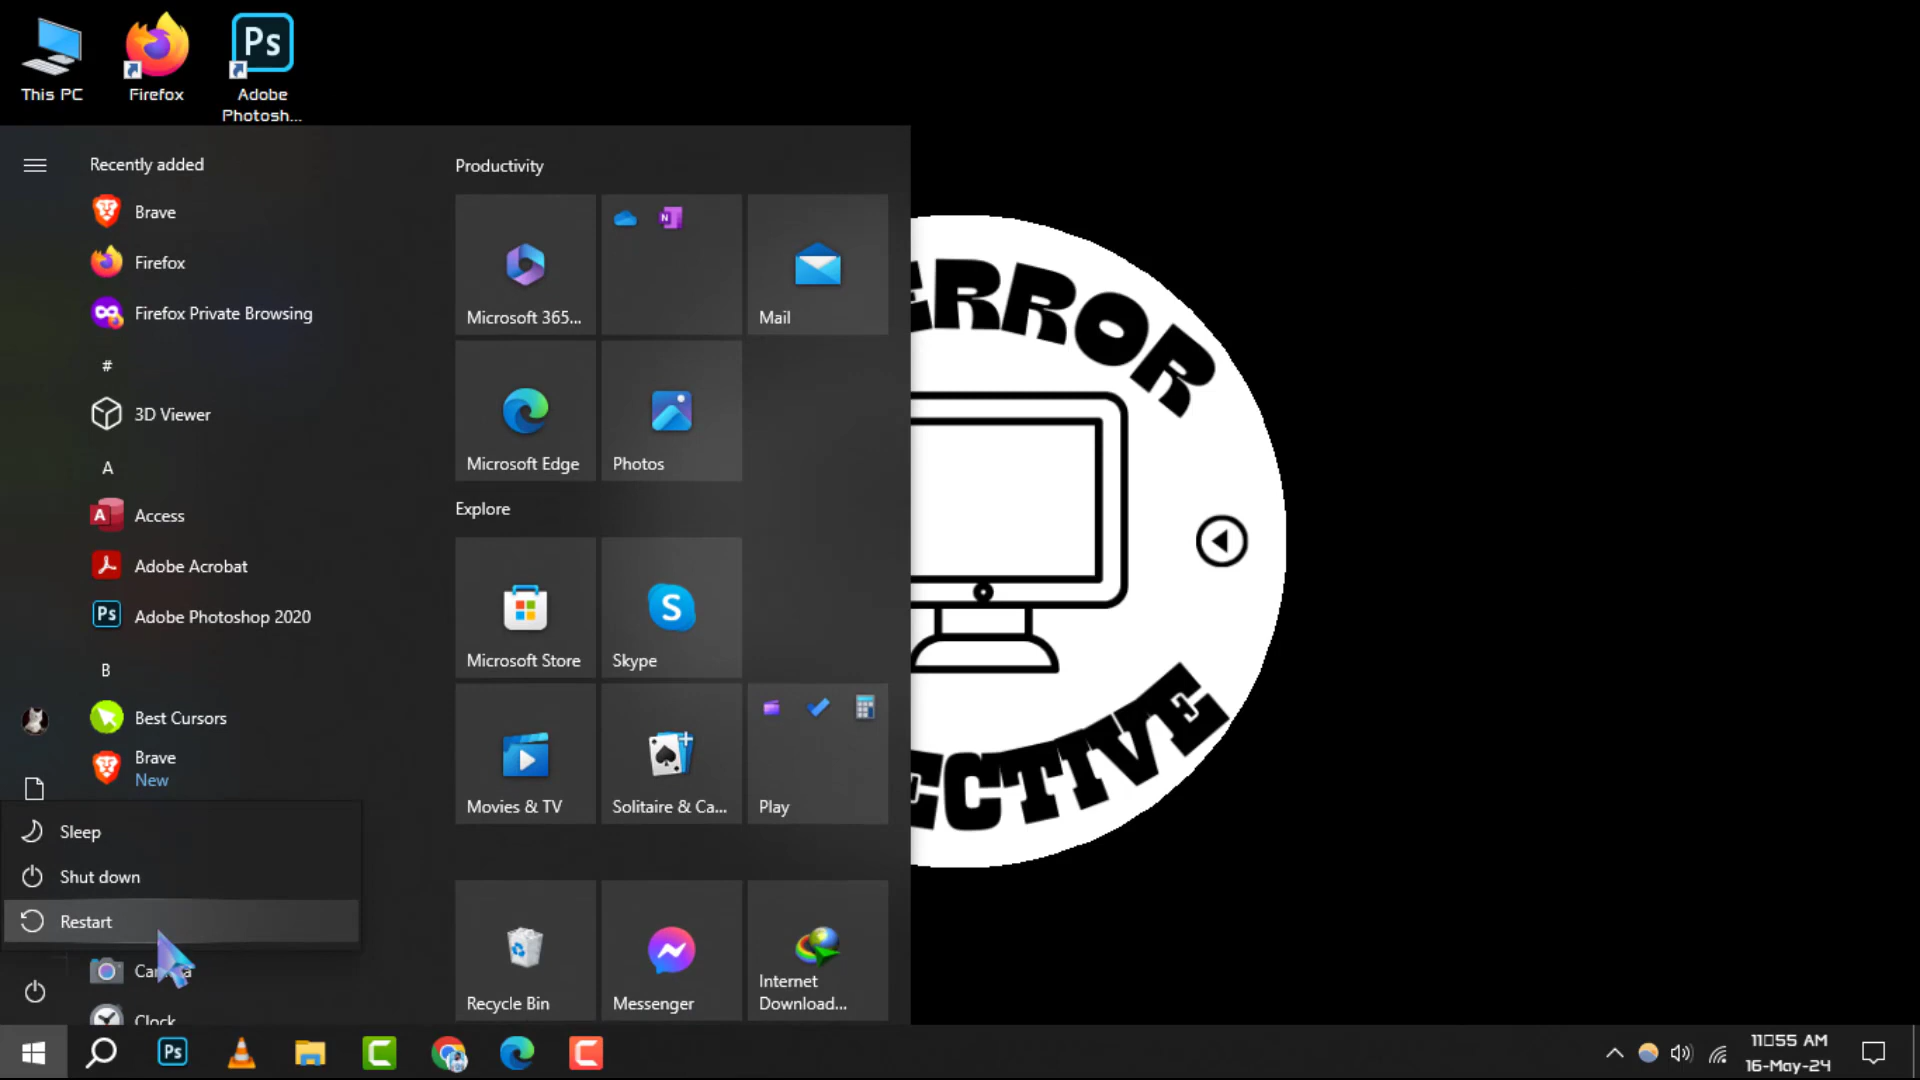 This PC
Firefox
Adobe
Photosh...
Recently added
Brave
Firefox
Firefox Private Browsing
#
3D Viewer
A
Access
Adobe Acrobat
Adobe Photoshop 2020
B
Best Cursors
Brave
New
Sleep
Shut down
Restart
Clock
Productivity
Microsoft 365...
Mail
Microsoft Edge
Photos
Explore
Microsoft Store
Skype
Movies & TV
Solitaire & Ca...
Play
Recycle Bin
Messenger
Internet
Download...
ERROR
ECTIVE
11□55 AM
16-May-24